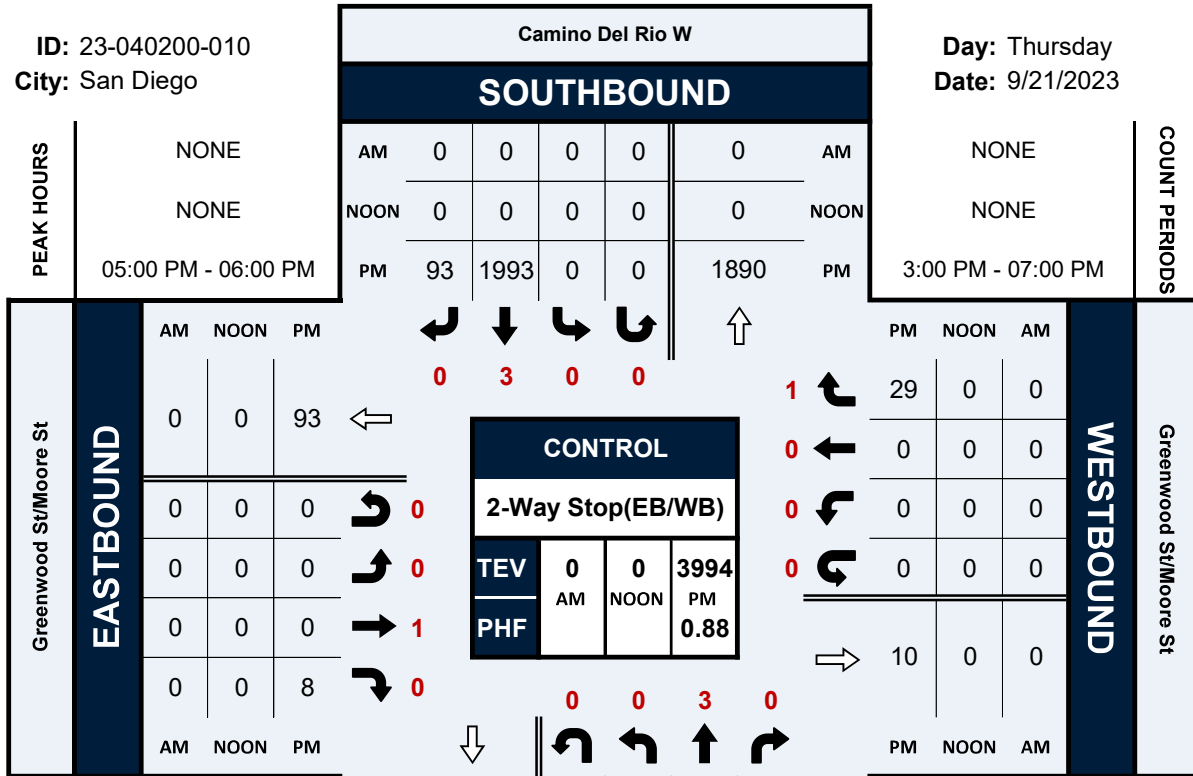 Camino Del Rio W
ID: 23-040200-010
City: San Diego
Day: Thursday
Date: 9/21/2023
SOUTHBOUND
PEAK HOURS
NONE
NONE
05:00 PM - 06:00 PM
AM 0 0 0 0 0 AM
NOON 0 0 0 0 0 NOON
PM 93 1993 0 0 1890 PM
NONE
NONE
3:00 PM - 07:00 PM
COUNT PERIODS
0 3 0 0
Greenwood St/Moore St
EASTBOUND
AM NOON PM
0 0 93
0 0 0 0
0 0 0 0
0 0 0 1
0 0 8 0
AM NOON PM
CONTROL
2-Way Stop(EB/WB)
TEV 0 0 3994
AM NOON PM
PHF 0.88
PM NOON AM
1 29 0 0
0 0 0 0
0 0 0 0
0 0 0 0
10 0 0
PM NOON AM
WESTBOUND
Greenwood St/Moore St
0 0 3 0